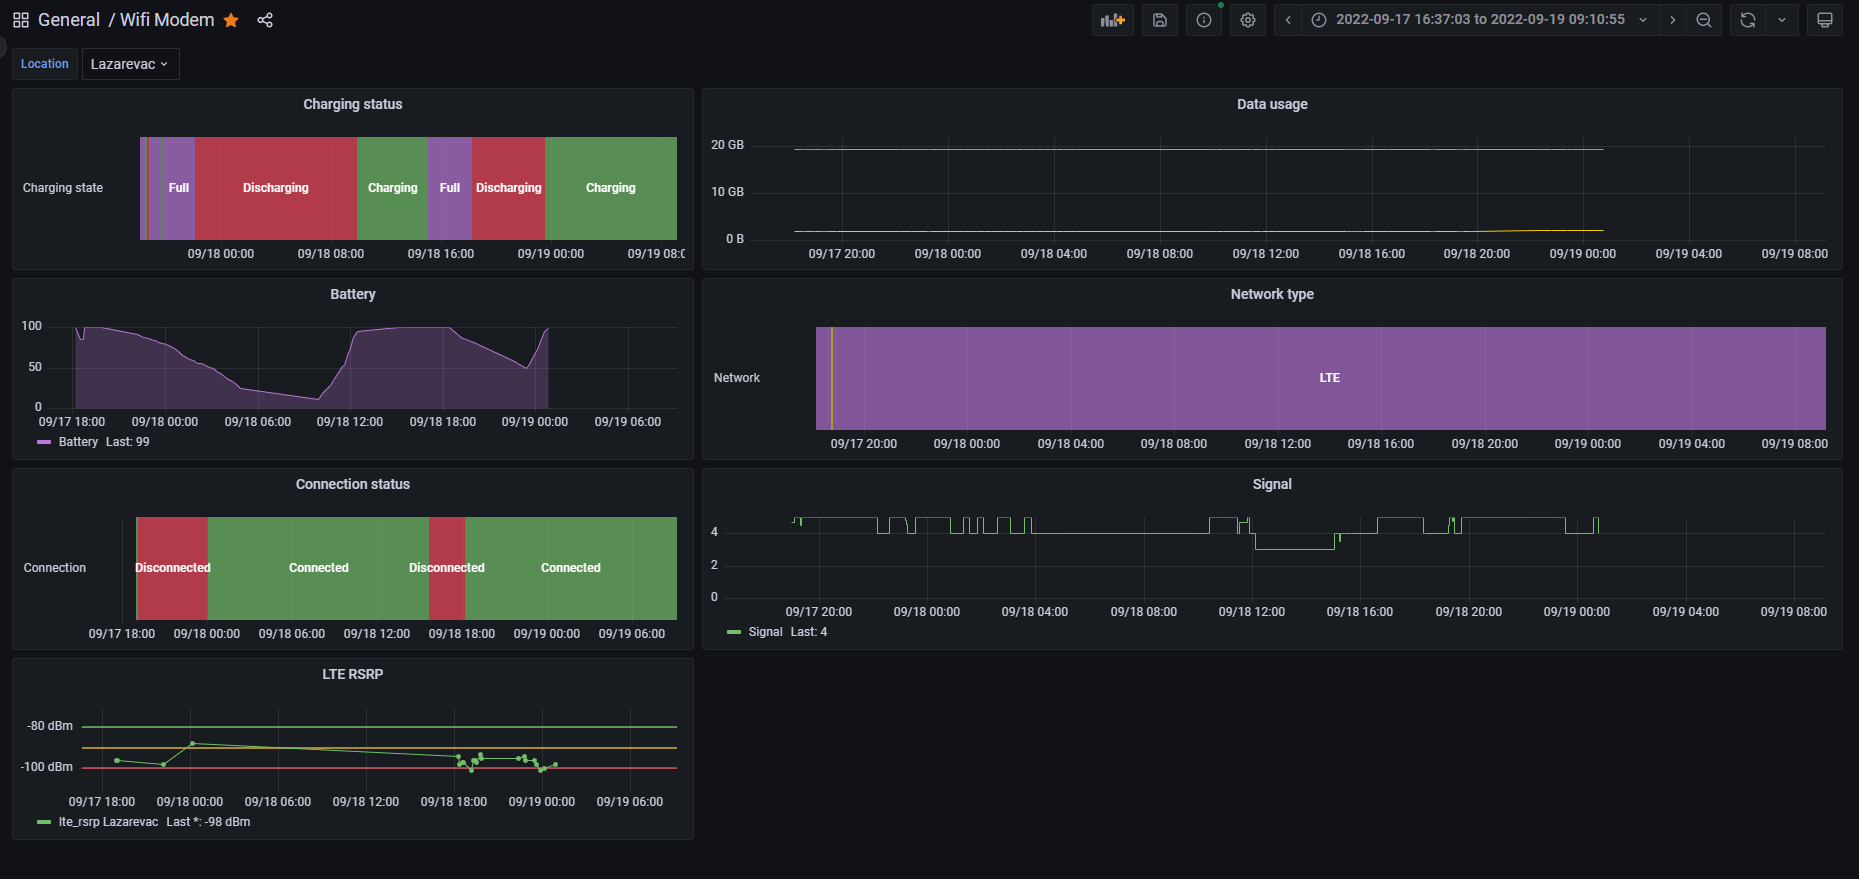 General / Wifi Modem
2022-09-17 16:37:03 to 2022-09-19 09:10:55
Location Lazarevac
Charging status
Charging state
Full Discharging Charging Full Discharging Charging
09/18 00:00 09/18 08:00 09/18 16:00 09/19 00:00 09/19 08:0
Data usage
20 GB
10 GB
0 B
09/17 20:00 09/18 00:00 09/18 04:00 09/18 08:00 09/18 12:00 09/18 16:00 09/18 20:00 09/19 00:00 09/19 04:00 09/19 08:00
Battery
100
50
0
09/17 18:00 09/18 00:00 09/18 06:00 09/18 12:00 09/18 18:00 09/19 00:00 09/19 06:00
Battery Last: 99
Network type
Network
LTE
09/17 20:00 09/18 00:00 09/18 04:00 09/18 08:00 09/18 12:00 09/18 16:00 09/18 20:00 09/19 00:00 09/19 04:00 09/19 08:00
Connection status
Connection
Disconnected Connected Disconnected Connected
09/17 18:00 09/18 00:00 09/18 06:00 09/18 12:00 09/18 18:00 09/19 00:00 09/19 06:00
Signal
4
2
0
09/17 20:00 09/18 00:00 09/18 04:00 09/18 08:00 09/18 12:00 09/18 16:00 09/18 20:00 09/19 00:00 09/19 04:00 09/19 08:00
Signal Last: 4
LTE RSRP
-80 dBm
-100 dBm
09/17 18:00 09/18 00:00 09/18 06:00 09/18 12:00 09/18 18:00 09/19 00:00 09/19 06:00
lte_rsrp Lazarevac Last *: -98 dBm